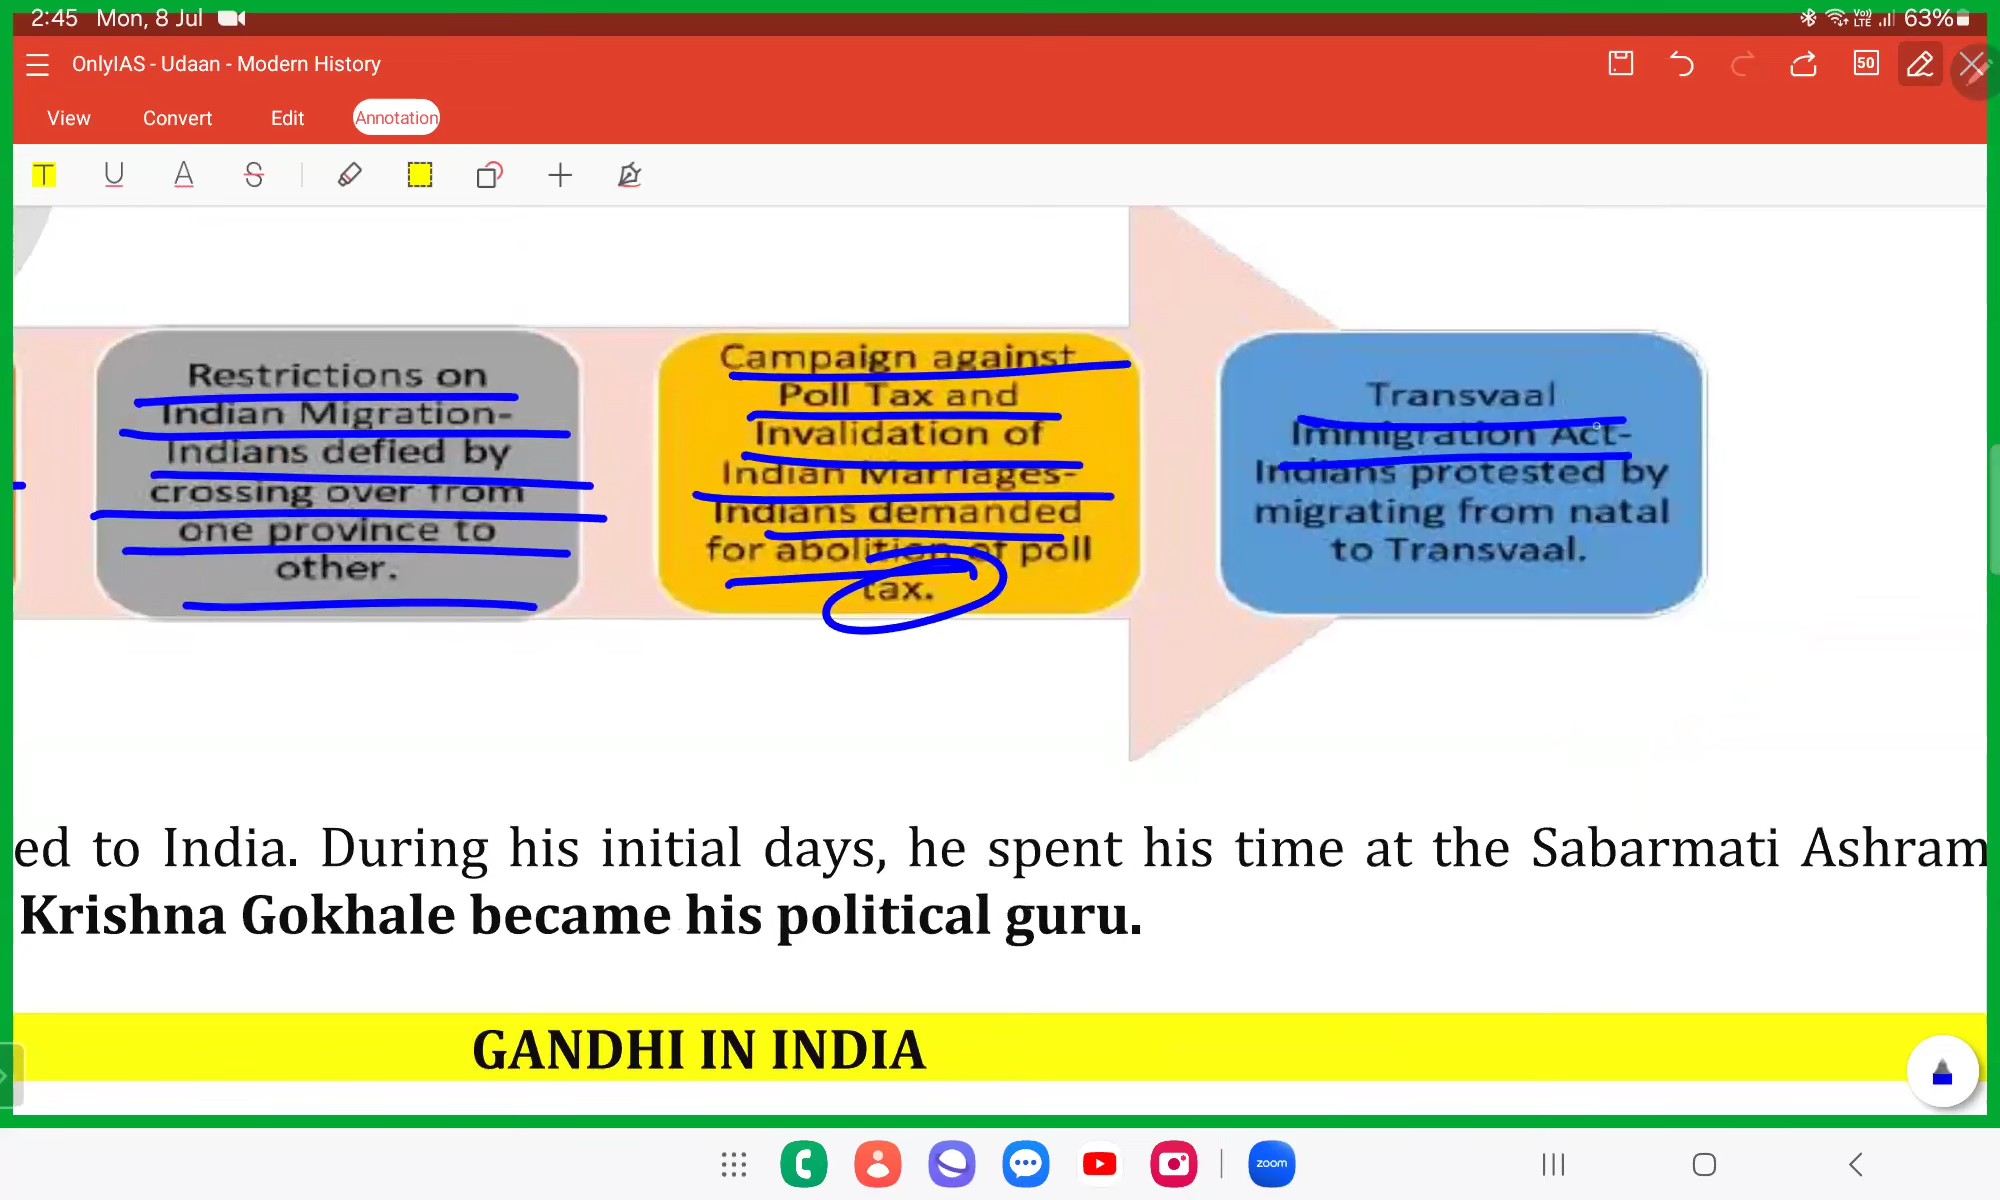 2:45 Mon, 8 Jul
Vo) LTE 63%
OnlyIAS - Udaan - Modern History
50
View Convert Edit Annotation
T U A S
Restrictions on
Indian Migration-
Indians defied by
crossing over from
one province to
other.
Campaign against
Poll Tax and
Invalidation of
Indian Marriages-
Indians demanded
for abolition of poll
tax.
Transvaal
Immigration Act-
Indians protested by
migrating from natal
to Transvaal.
ed to India. During his initial days, he spent his time at the Sabarmati Ashram
Krishna Gokhale became his political guru.
GANDHI IN INDIA
zoom